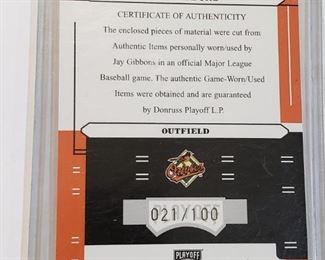 CERTIFICATE OF AUTHENTICITY
The enclosed pieces of material were cut from
Authentic Items personally worn/used by
Jay Gibbons in an official Major League
Baseball game. The authentic Game-Worn/Used
Items were obtained and are guaranteed
by Donruss Playoff L.P.
OUTFIELD
Orioles
021/100
PLAYOFF